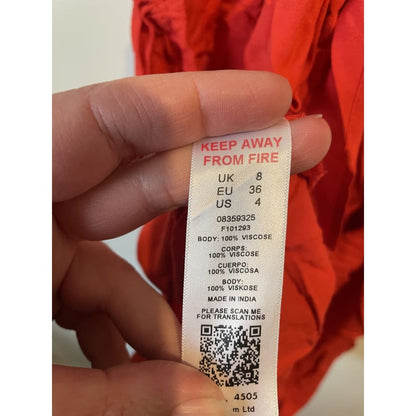 KEEP AWAY
FROM FIRE
UK 8
EU 36
US 4
08359325
F101293
BODY: 100% VISCOSE
CORPS:
100% VISCOSE
CUERPO:
100% VISCOSA
BODY:
100% VISKOSE
MADE IN INDIA
PLEASE SCAN ME
FOR TRANSLATIONS
4505
Ltd